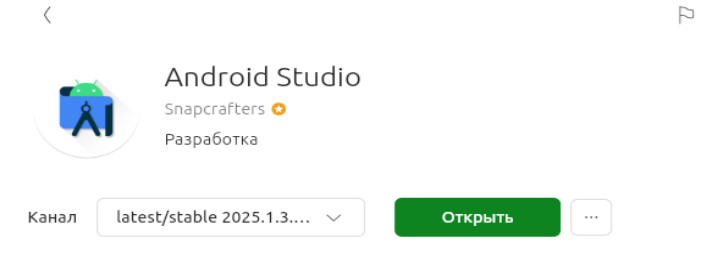 Android Studio
Snapcrafters
Разработка
Канал latest/stable 2025.1.3.... Открыть ...